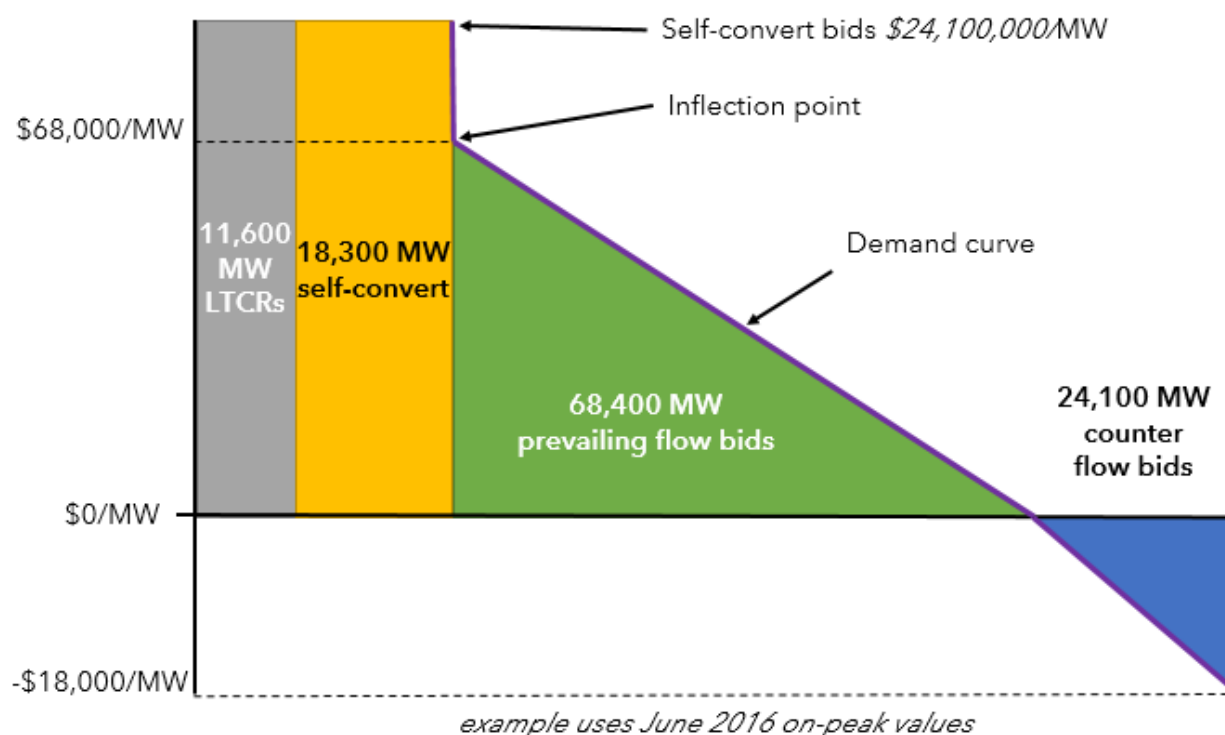 Self-convert bids $24,100,000/MW
Inflection point
$68,000/MW
11,600
MW
LTCRs
18,300 MW
self-convert
Demand curve
68,400 MW
prevailing flow bids
24,100 MW
counter
flow bids
$0/MW
-$18,000/MW
example uses June 2016 on-peak values